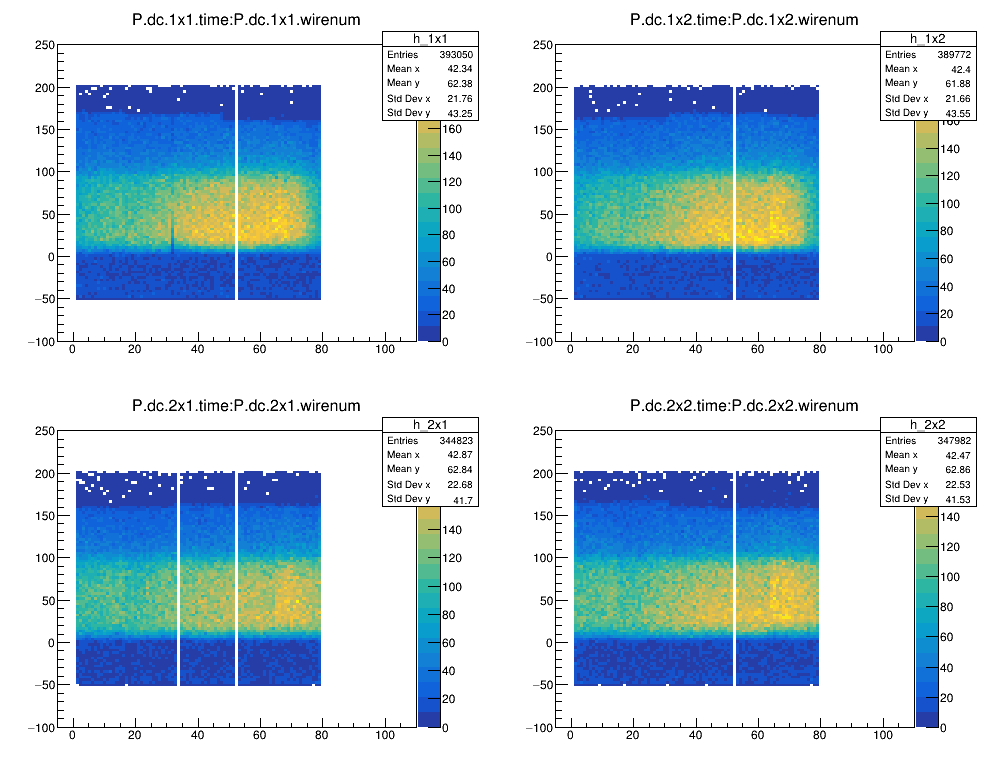 P.dc.1x1.time:P.dc.1x1.wirenum
h_1x1
Entries 393050
Mean x 42.34
Mean y 62.38
Std Dev x 21.76
Std Dev y 43.25
250
200
150
100
50
0
−50
−100
0 20 40 60 80 100
160
140
120
100
80
60
40
20
0
P.dc.1x2.time:P.dc.1x2.wirenum
h_1x2
Entries 389772
Mean x 42.4
Mean y 61.88
Std Dev x 21.66
Std Dev y 43.55
250
200
150
100
50
0
−50
−100
0 20 40 60 80 100
160
140
120
100
80
60
40
20
0
P.dc.2x1.time:P.dc.2x1.wirenum
h_2x1
Entries 344823
Mean x 42.87
Mean y 62.84
Std Dev x 22.68
Std Dev y 41.7
250
200
150
100
50
0
−50
−100
0 20 40 60 80 100
140
120
100
80
60
40
20
0
P.dc.2x2.time:P.dc.2x2.wirenum
h_2x2
Entries 347982
Mean x 42.47
Mean y 62.86
Std Dev x 22.53
Std Dev y 41.53
250
200
150
100
50
0
−50
−100
0 20 40 60 80 100
140
120
100
80
60
40
20
0